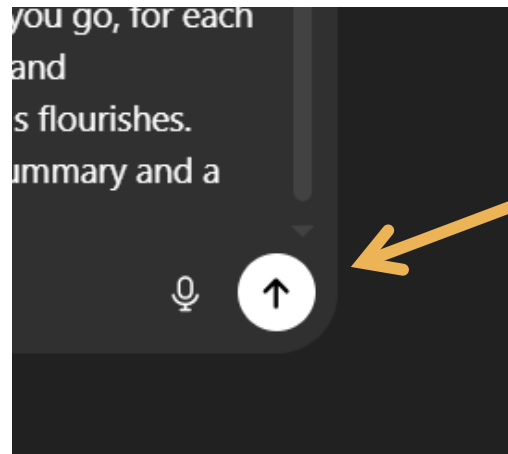 you go, for each
and
s flourishes.
ummary and a